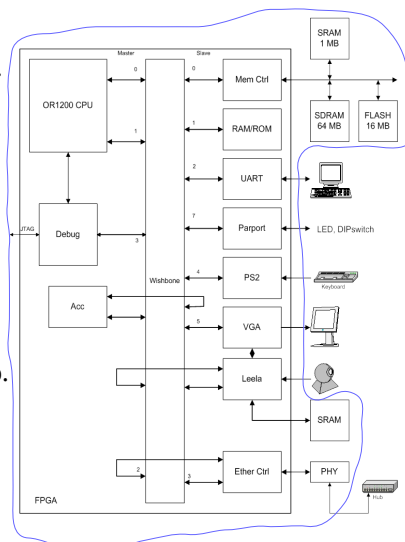 SRAM
1 MB
Master
Slave
0
0
OR1200 CPU
Mem Ctrl
1
1
RAM/ROM
SDRAM
64 MB
FLASH
16 MB
2
UART
JTAG
Debug
3
7
Parport
LED, DIPswitch
Wishbone
4
PS2
Keyboard
Acc
5
VGA
Leela
SRAM
2
3
Ether Ctrl
PHY
Hub
FPGA